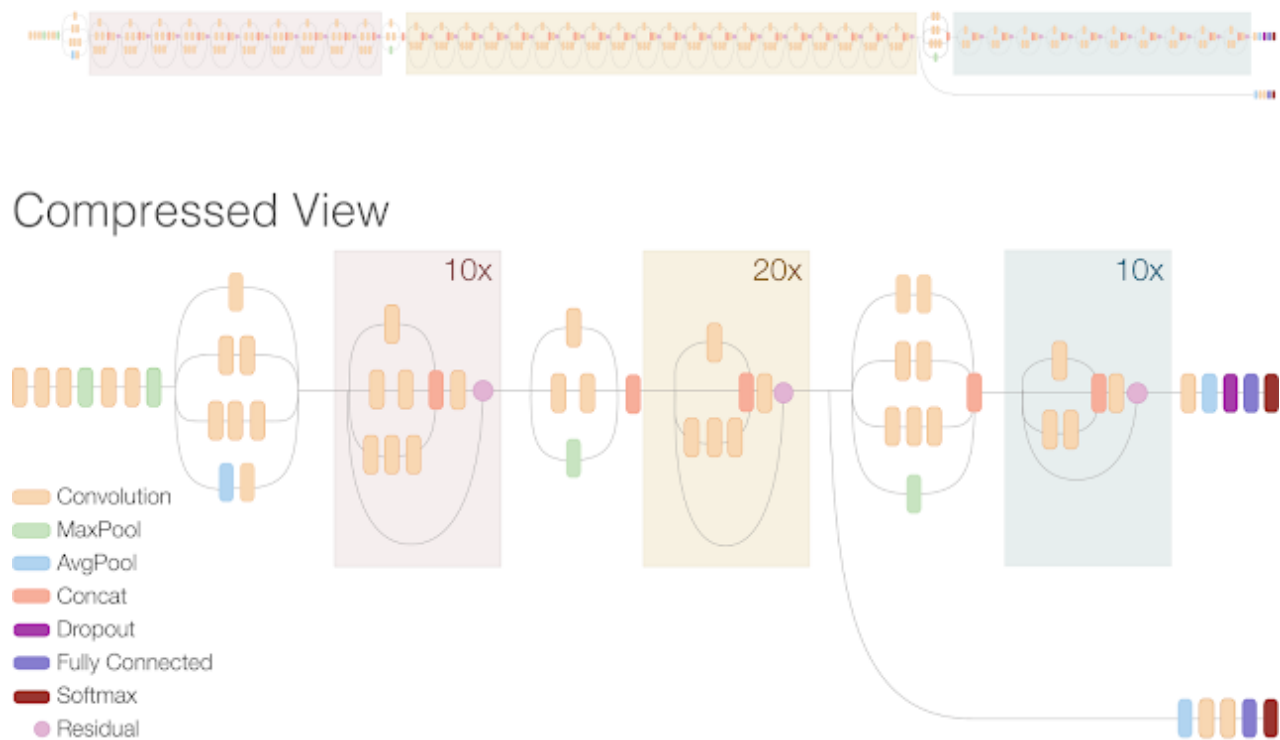 Compressed View
10x
20x
10x
Convolution
MaxPool
AvgPool
Concat
Dropout
Fully Connected
Softmax
Residual